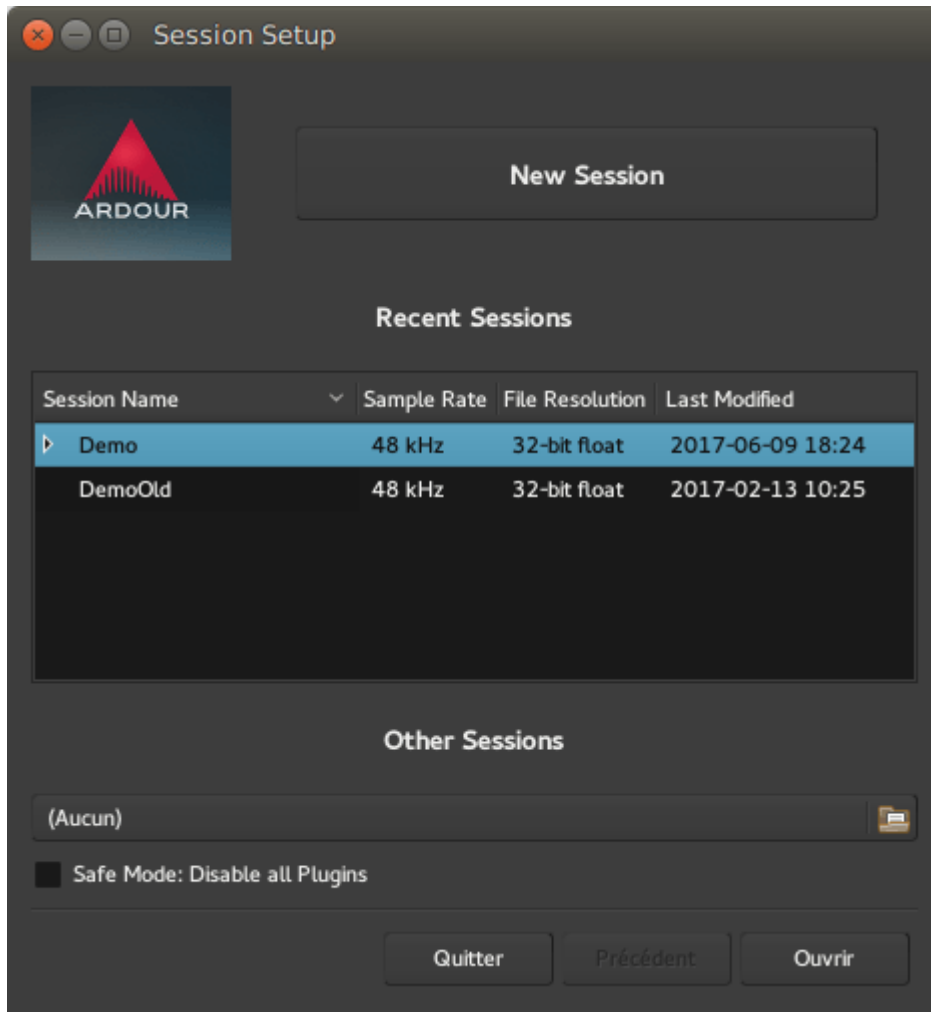 Session Setup
ARDOUR
New Session
Recent Sessions
Session Name Sample Rate File Resolution Last Modified
Demo 48 kHz 32-bit float 2017-06-09 18:24
DemoOld 48 kHz 32-bit float 2017-02-13 10:25
Other Sessions
(Aucun)
Safe Mode: Disable all Plugins
Quitter Précédent Ouvrir